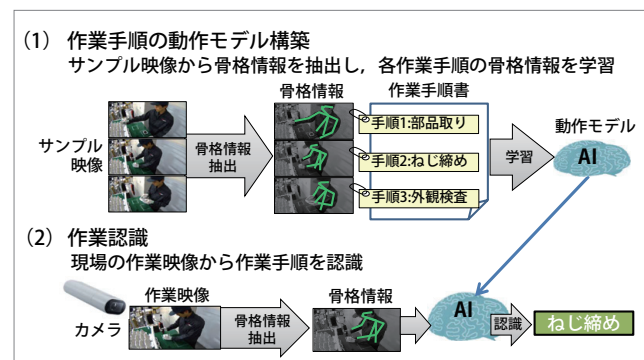 (1) 作業手順の動作モデル構築
サンプル映像から骨格情報を抽出し，各作業手順の骨格情報を学習
サンプル
映像
骨格情報
抽出
骨格情報
作業手順書
手順1:部品取り
手順2:ねじ締め
手順3:外観検査
学習
動作モデル
AI
(2) 作業認識
現場の作業映像から作業手順を認識
カメラ
作業映像
骨格情報
抽出
骨格情報
AI
認識
ねじ締め